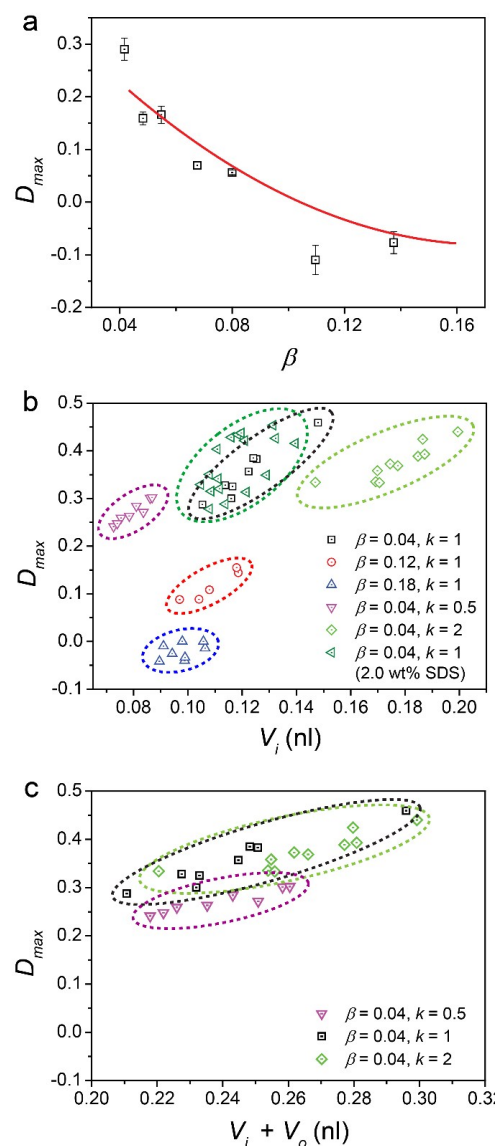 a
0.3
0.2
0.1
0.0
-0.1
-0.2
D_max
0.04 0.08 0.12 0.16
β
b
0.5
0.4
0.3
0.2
0.1
0.0
-0.1
D_max
β = 0.04, k = 1
β = 0.12, k = 1
β = 0.18, k = 1
β = 0.04, k = 0.5
β = 0.04, k = 2
β = 0.04, k = 1
(2.0 wt% SDS)
0.08 0.10 0.12 0.14 0.16 0.18 0.20
V_i (nl)
c
0.5
0.4
0.3
0.2
0.1
0.0
-0.1
D_max
β = 0.04, k = 0.5
β = 0.04, k = 1
β = 0.04, k = 2
0.20 0.22 0.24 0.26 0.28 0.30 0.32
V_i + V_o (nl)